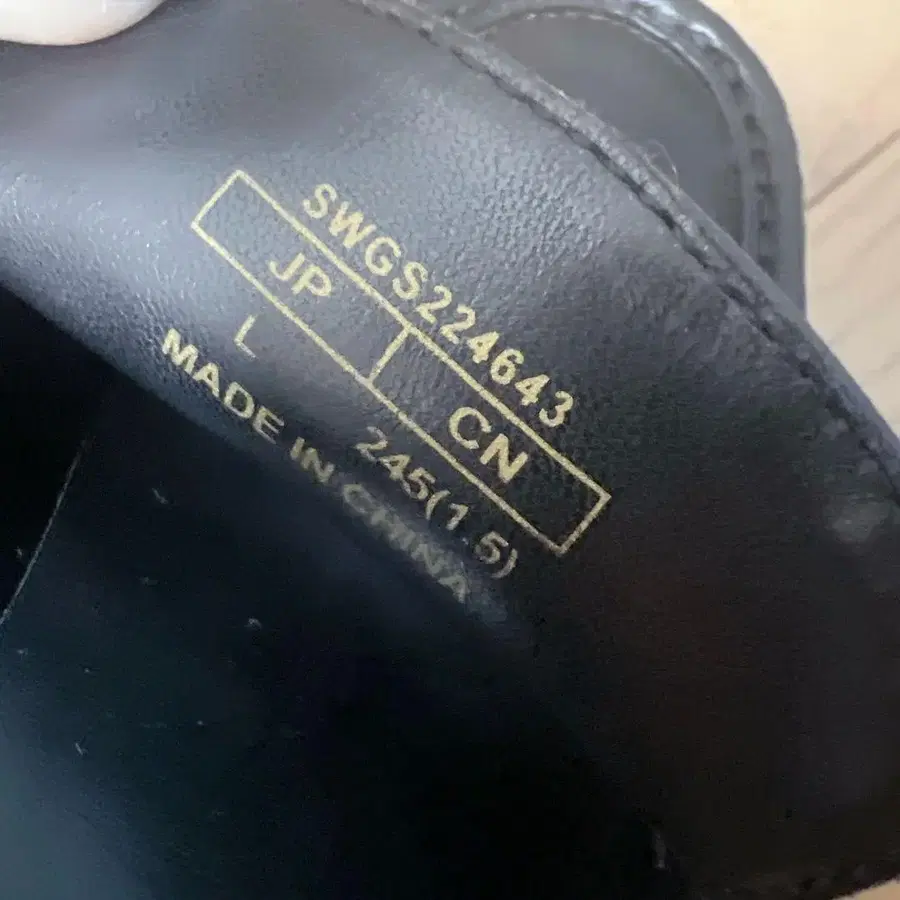 SWGS224643
JP CN
L 245(1.5)
MADE IN CHINA